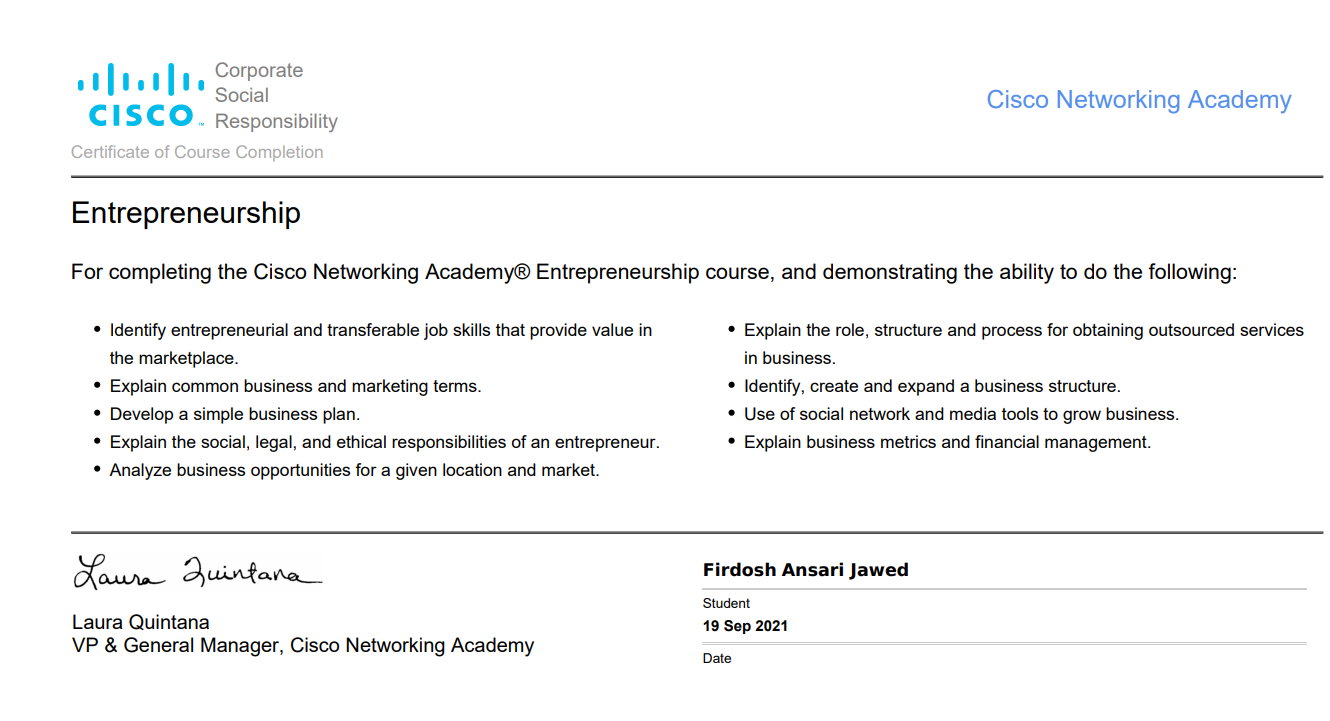 Corporate
Social
Responsibility
CISCO™
Cisco Networking Academy
Certificate of Course Completion
Entrepreneurship
For completing the Cisco Networking Academy® Entrepreneurship course, and demonstrating the ability to do the following:
• Identify entrepreneurial and transferable job skills that provide value in
the marketplace.
• Explain common business and marketing terms.
• Develop a simple business plan.
• Explain the social, legal, and ethical responsibilities of an entrepreneur.
• Analyze business opportunities for a given location and market.
• Explain the role, structure and process for obtaining outsourced services
in business.
• Identify, create and expand a business structure.
• Use of social network and media tools to grow business.
• Explain business metrics and financial management.
Laura Quintana
Laura Quintana
VP & General Manager, Cisco Networking Academy
Firdosh Ansari Jawed
Student
19 Sep 2021
Date